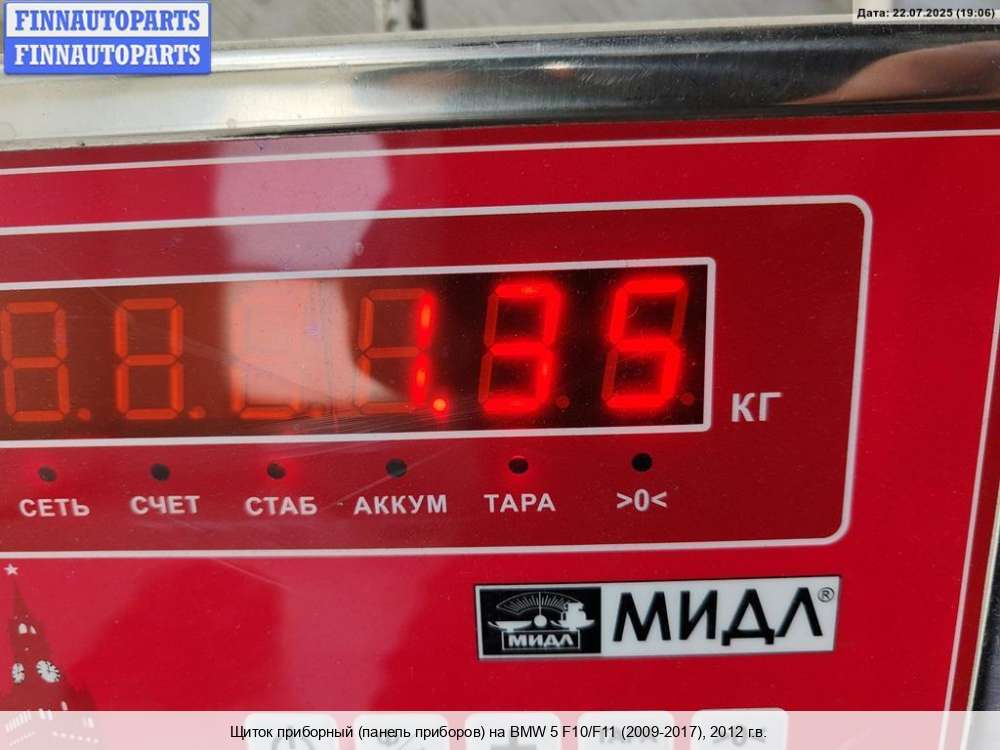 FINNAUTOPARTS
FINNAUTOPARTS
Дата: 22.07.2025 (19:06)
1.35
КГ
СЕТЬ СЧЕТ СТАБ АККУМ ТАРА >0<
МИДЛ МИДЛ®
Щиток приборный (панель приборов) на BMW 5 F10/F11 (2009-2017), 2012 г.в.